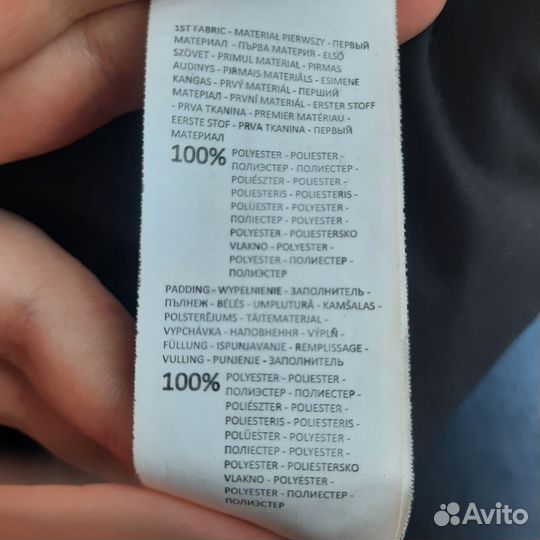 1ST FABRIC - MATERIAŁ PIERWSZY - ПЕРВЫЙ
МАТЕРИАЛ - ПЪРВА МАТЕРИЯ - ELSŐ
SZÖVET - PRIMUL MATERIAL - PIRMAS
AUDINYS - PIRMAIS MATERIĀLS - ESIMENE
KANGAS - PRVÝ MATERIÁL - ПЕРШИЙ
МАТЕРІАЛ - PRVNÍ MATERIÁL - ERSTER STOFF
- PRVA TKANINA - PREMIER MATÉRIAU -
EERSTE STOF - PRVA TKANINA - ПЕРВЫЙ
МАТЕРИАЛ
100% POLYESTER - POLIESTER -
ПОЛИЭСТЕР - ПОЛИЕСТЕР -
POLIÉSZTER - POLIESTER -
POLIESTERIS - POLIESTERIS -
POLÜESTER - POLYESTER -
ПОЛІЕСТЕР - POLYESTER -
POLYESTER - POLIESTERSKO
VLAKNO - POLYESTER -
POLYESTER - ПОЛИЕСТЕР -
ПОЛИЭСТЕР
PADDING - WYPEŁNIENIE - ЗАПОЛНИТЕЛЬ -
ПЪЛНЕЖ - BÉLÉS - UMPLUTURĂ - KAMŠALAS -
POLSTERĒJUMS - TÄITEMATERJAL -
VYPCHÁVKA - НАПОВНЕННЯ - VÝPLŇ -
FÜLLUNG - ISPUNJAVANJE - REMPLISSAGE -
VULLING - PUNJENJE - ЗАПОЛНИТЕЛЬ
100% POLYESTER - POLIESTER -
ПОЛИЭСТЕР - ПОЛИЕСТЕР -
POLIÉSZTER - POLIESTER -
POLIESTERIS - POLIESTERIS -
POLÜESTER - POLYESTER -
ПОЛІЕСТЕР - POLYESTER -
POLYESTER - POLIESTERSKO
VLAKNO - POLYESTER -
POLYESTER - ПОЛИЕСТЕР -
ПОЛИЭСТЕР
Avito